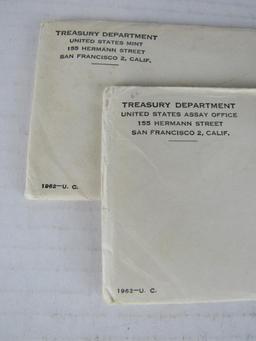 TREASURY DEPARTMENT
UNITED STATES MINT
155 HERMANN STREET
SAN FRANCISCO 2, CALIF.
1962—U. C.
TREASURY DEPARTMENT
UNITED STATES ASSAY OFFICE
155 HERMANN STREET
SAN FRANCISCO 2, CALIF.
1962—U. C.